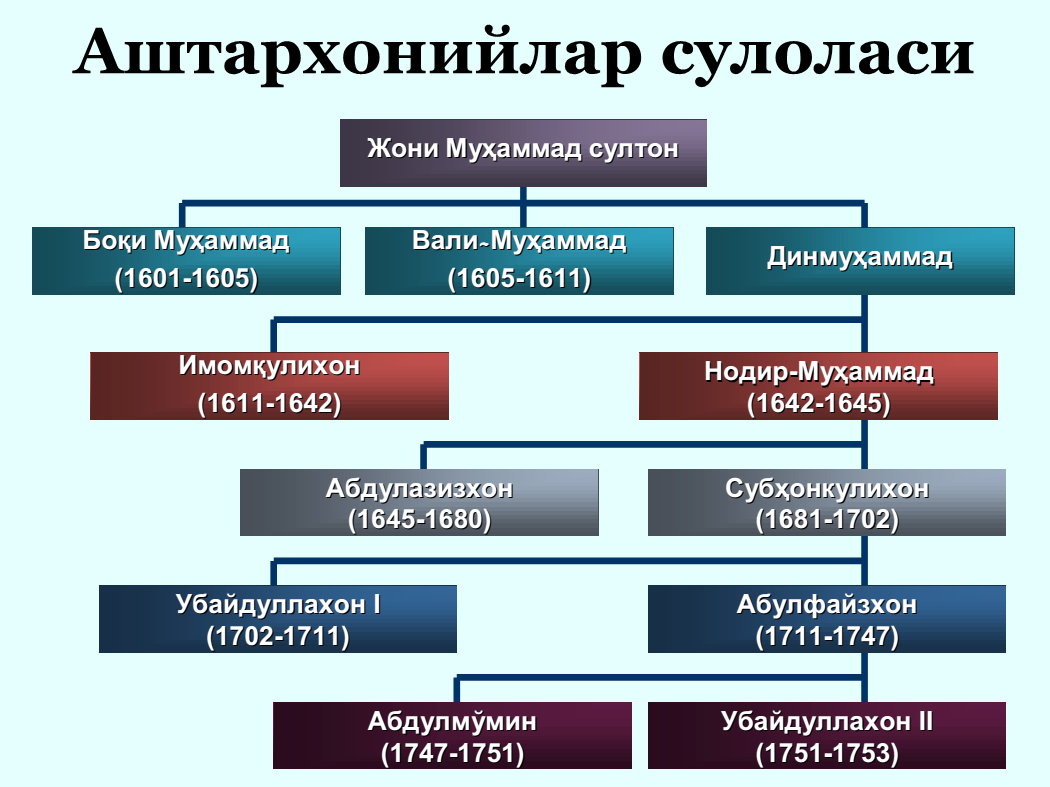 Аштархонийлар сулоласи
Жони Муҳаммад султон
Боқи Муҳаммад
(1601-1605)
Вали~Муҳаммад
(1605-1611)
Динмуҳаммад
Имомқулихон
(1611-1642)
Нодир-Муҳаммад
(1642-1645)
Абдулазизхон
(1645-1680)
Субҳонкулихон
(1681-1702)
Убайдуллахон I
(1702-1711)
Абулфайзхон
(1711-1747)
Абдулмўмин
(1747-1751)
Убайдуллахон II
(1751-1753)